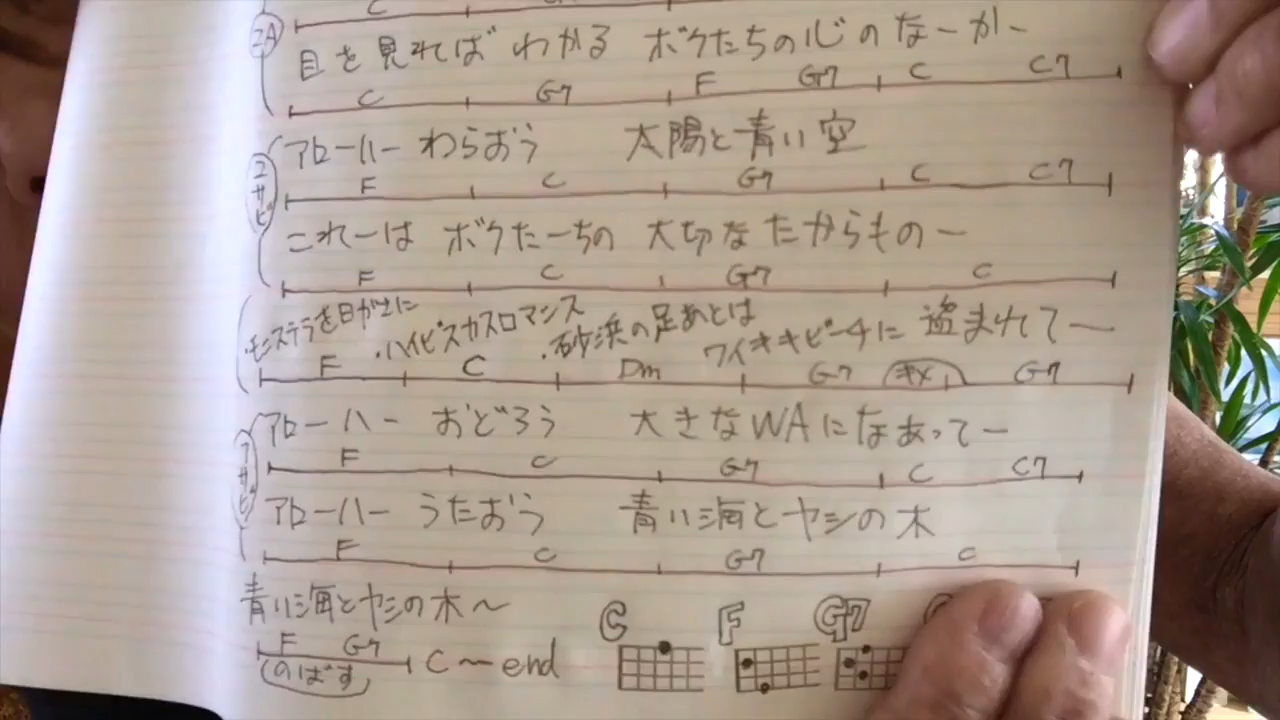 C
2A
目を見ればわかる ボクたちの心のなーかー
C G7 F G7 C C7
2サビ
アローハー わらおう 太陽と青い空
F C G7 C C7
これーは ボクたーちの 大切なたからものー
F C G7 C
・モンステラを日がさに ・ハイビスカスロマンス ・砂浜の足あとは ワイキキビーチに 盗まれてー
F C Dm G7 キメ G7
アローハー おどろう 大きなWAになあってー
F C G7 C C7
サビ
アローハー うたおう 青い海とヤシの木
F C G7 C
青い海とヤシの木〜
F G7 C〜end
(のばす)
C F G7